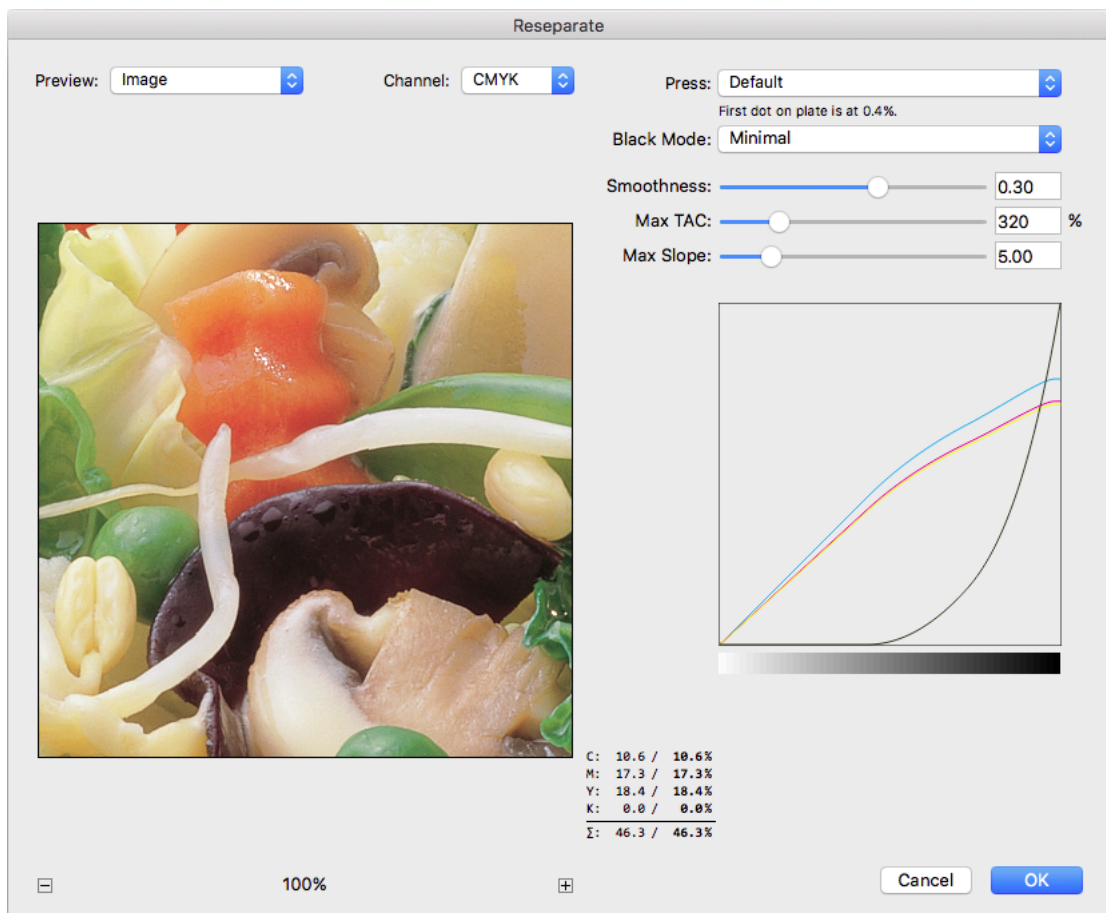 Reseparate
Preview: Image
Channel: CMYK
Press: Default
First dot on plate is at 0.4%.
Black Mode: Minimal
Smoothness: 0.30
Max TAC: 320 %
Max Slope: 5.00
C: 10.6 / 10.6%
M: 17.3 / 17.3%
Y: 18.4 / 18.4%
K: 0.0 / 0.0%
Σ: 46.3 / 46.3%
100%
Cancel OK